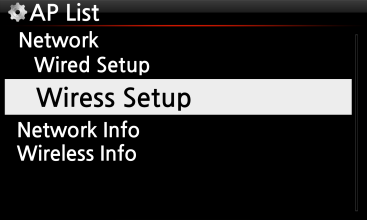 AP List
Network
Wired Setup
Wiress Setup
Network Info
Wireless Info